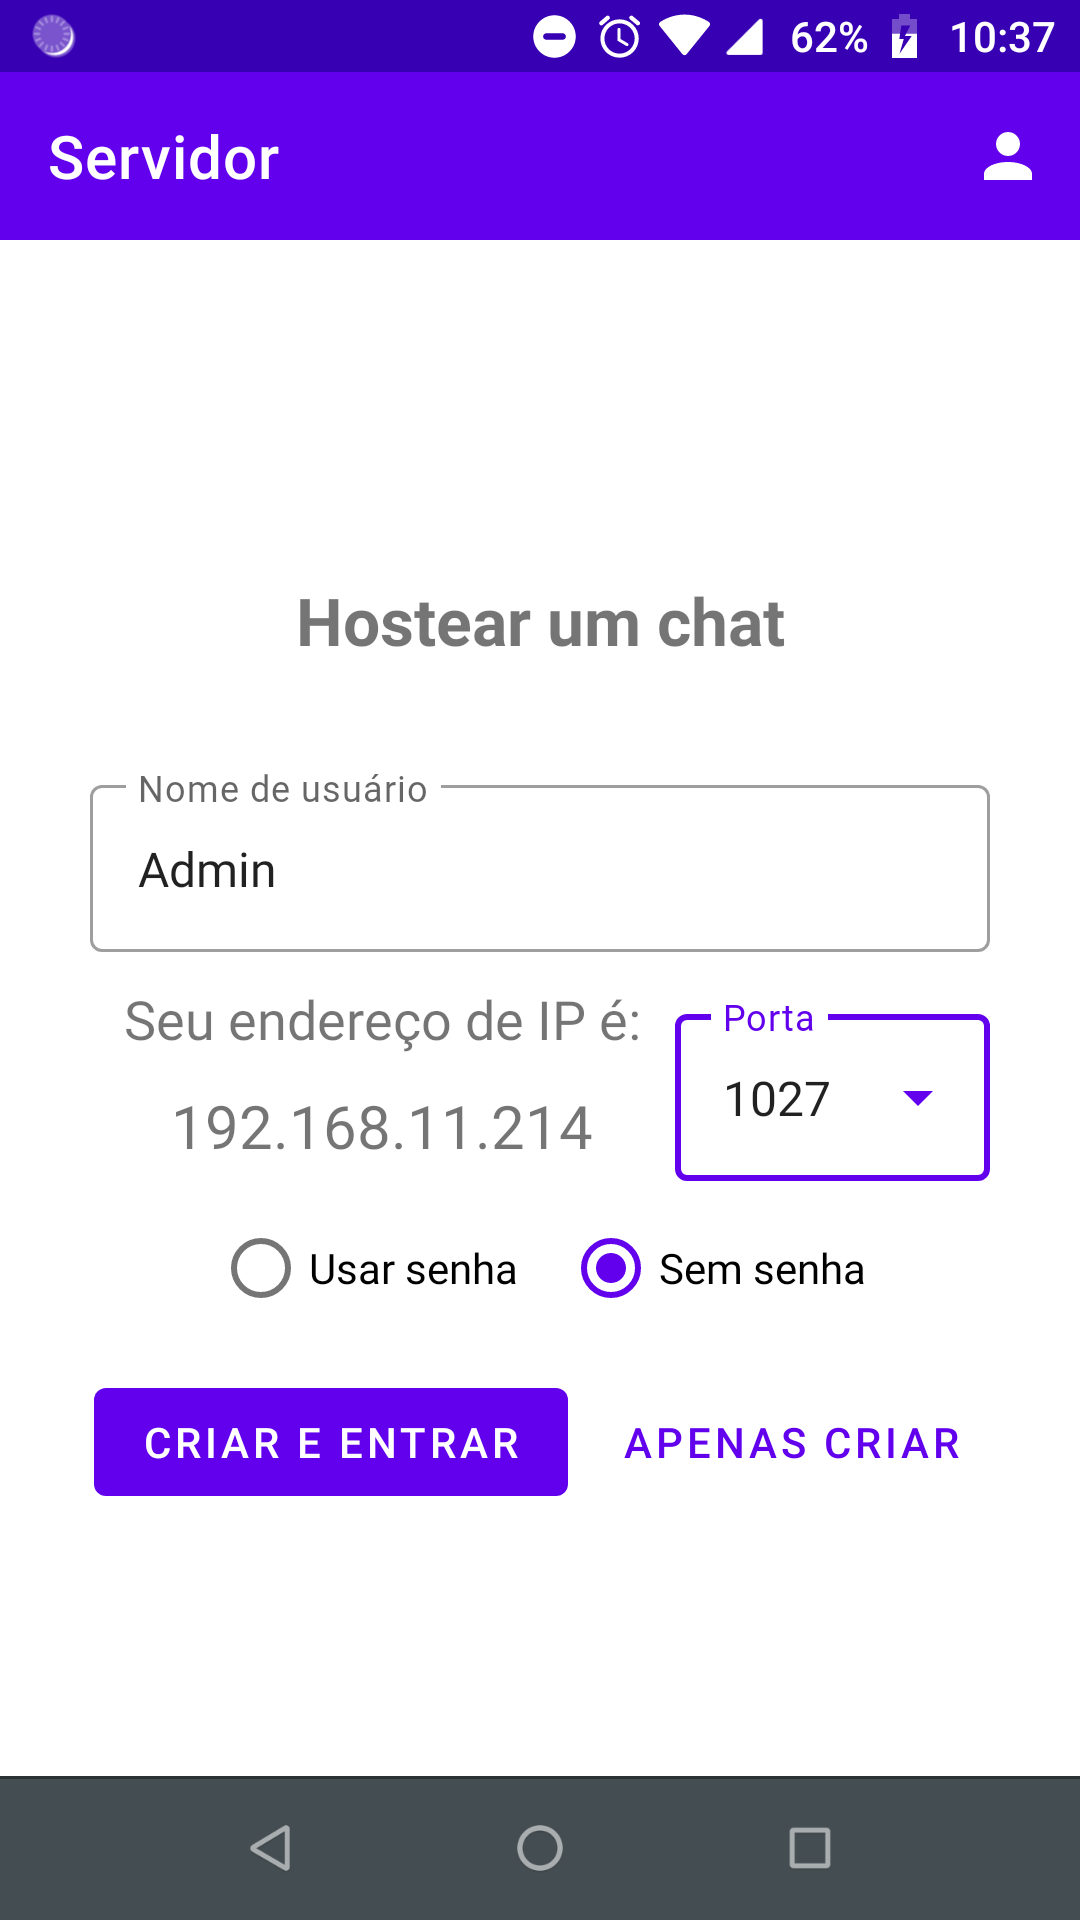 62% 10:37
Servidor
Hostear um chat
Nome de usuário
Admin
Seu endereço de IP é:
192.168.11.214
Porta
1027
Usar senha
Sem senha
CRIAR E ENTRAR
APENAS CRIAR